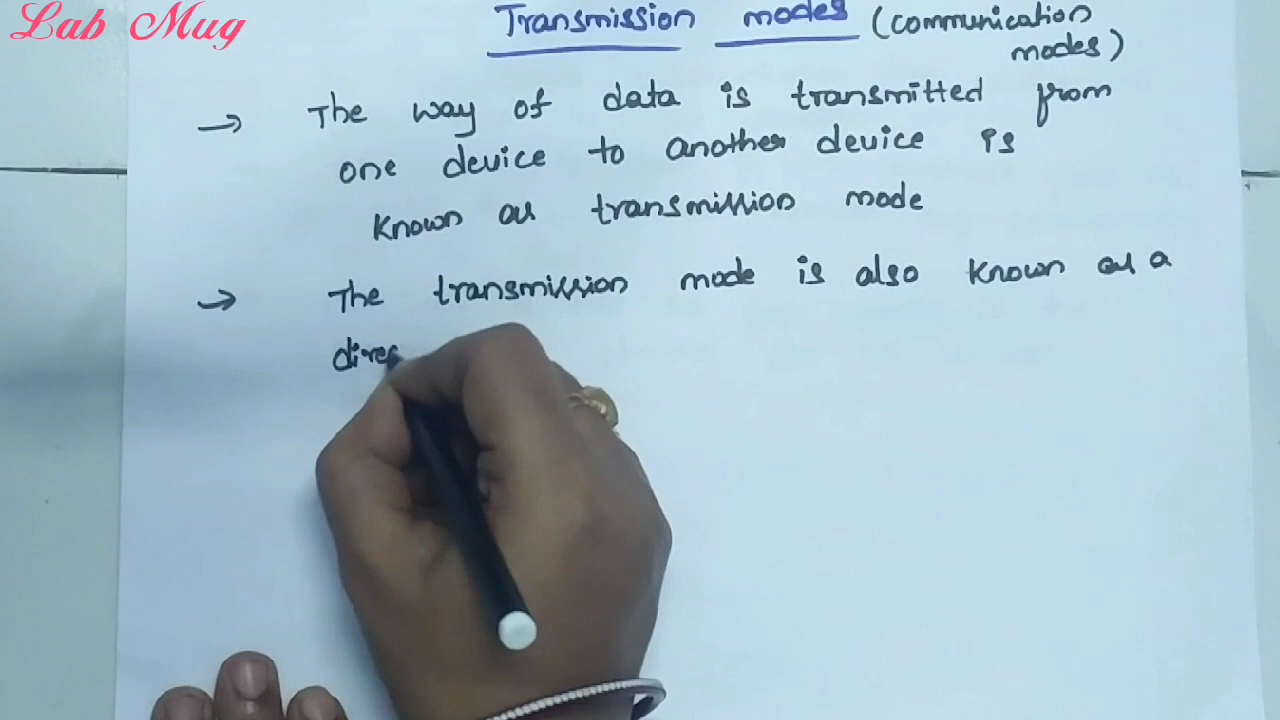 Lab Mug
Transmission modes (communication
modes)
→ The way of data is transmitted from
one device to another device is
known as transmission mode
→ The transmission mode is also known as a
direc